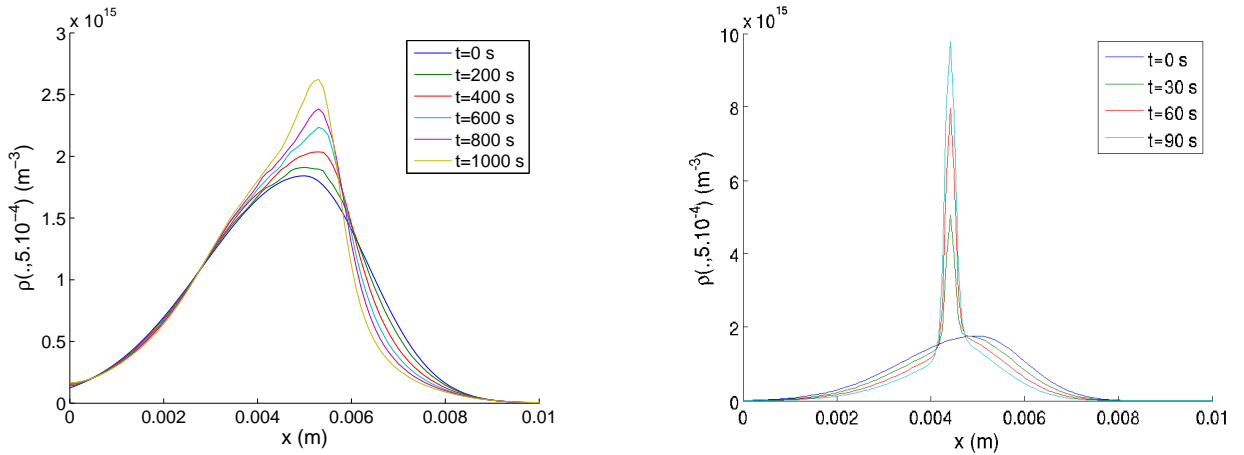 x 10^15
3
2.5
2
1.5
1
0.5
0
0 0.002 0.004 0.006 0.008 0.01
x (m)
ρ(.,5.10^−4) (m^−3)
t=0 s
t=200 s
t=400 s
t=600 s
t=800 s
t=1000 s
x 10^15
10
8
6
4
2
0
0 0.002 0.004 0.006 0.008 0.01
x (m)
ρ(.,5.10^-4) (m^-3)
t=0 s
t=30 s
t=60 s
t=90 s